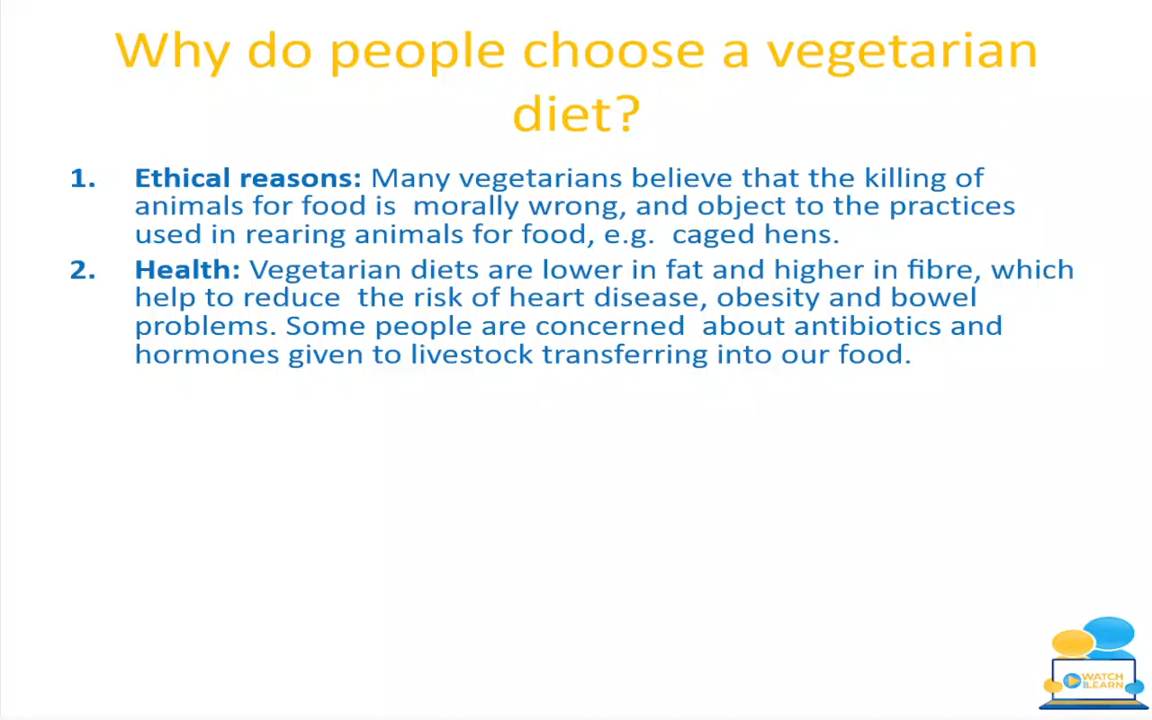 Why do people choose a vegetarian
diet?
1. Ethical reasons: Many vegetarians believe that the killing of
animals for food is morally wrong, and object to the practices
used in rearing animals for food, e.g. caged hens.
2. Health: Vegetarian diets are lower in fat and higher in fibre, which
help to reduce the risk of heart disease, obesity and bowel
problems. Some people are concerned about antibiotics and
hormones given to livestock transferring into our food.
WATCH
2 LEARN